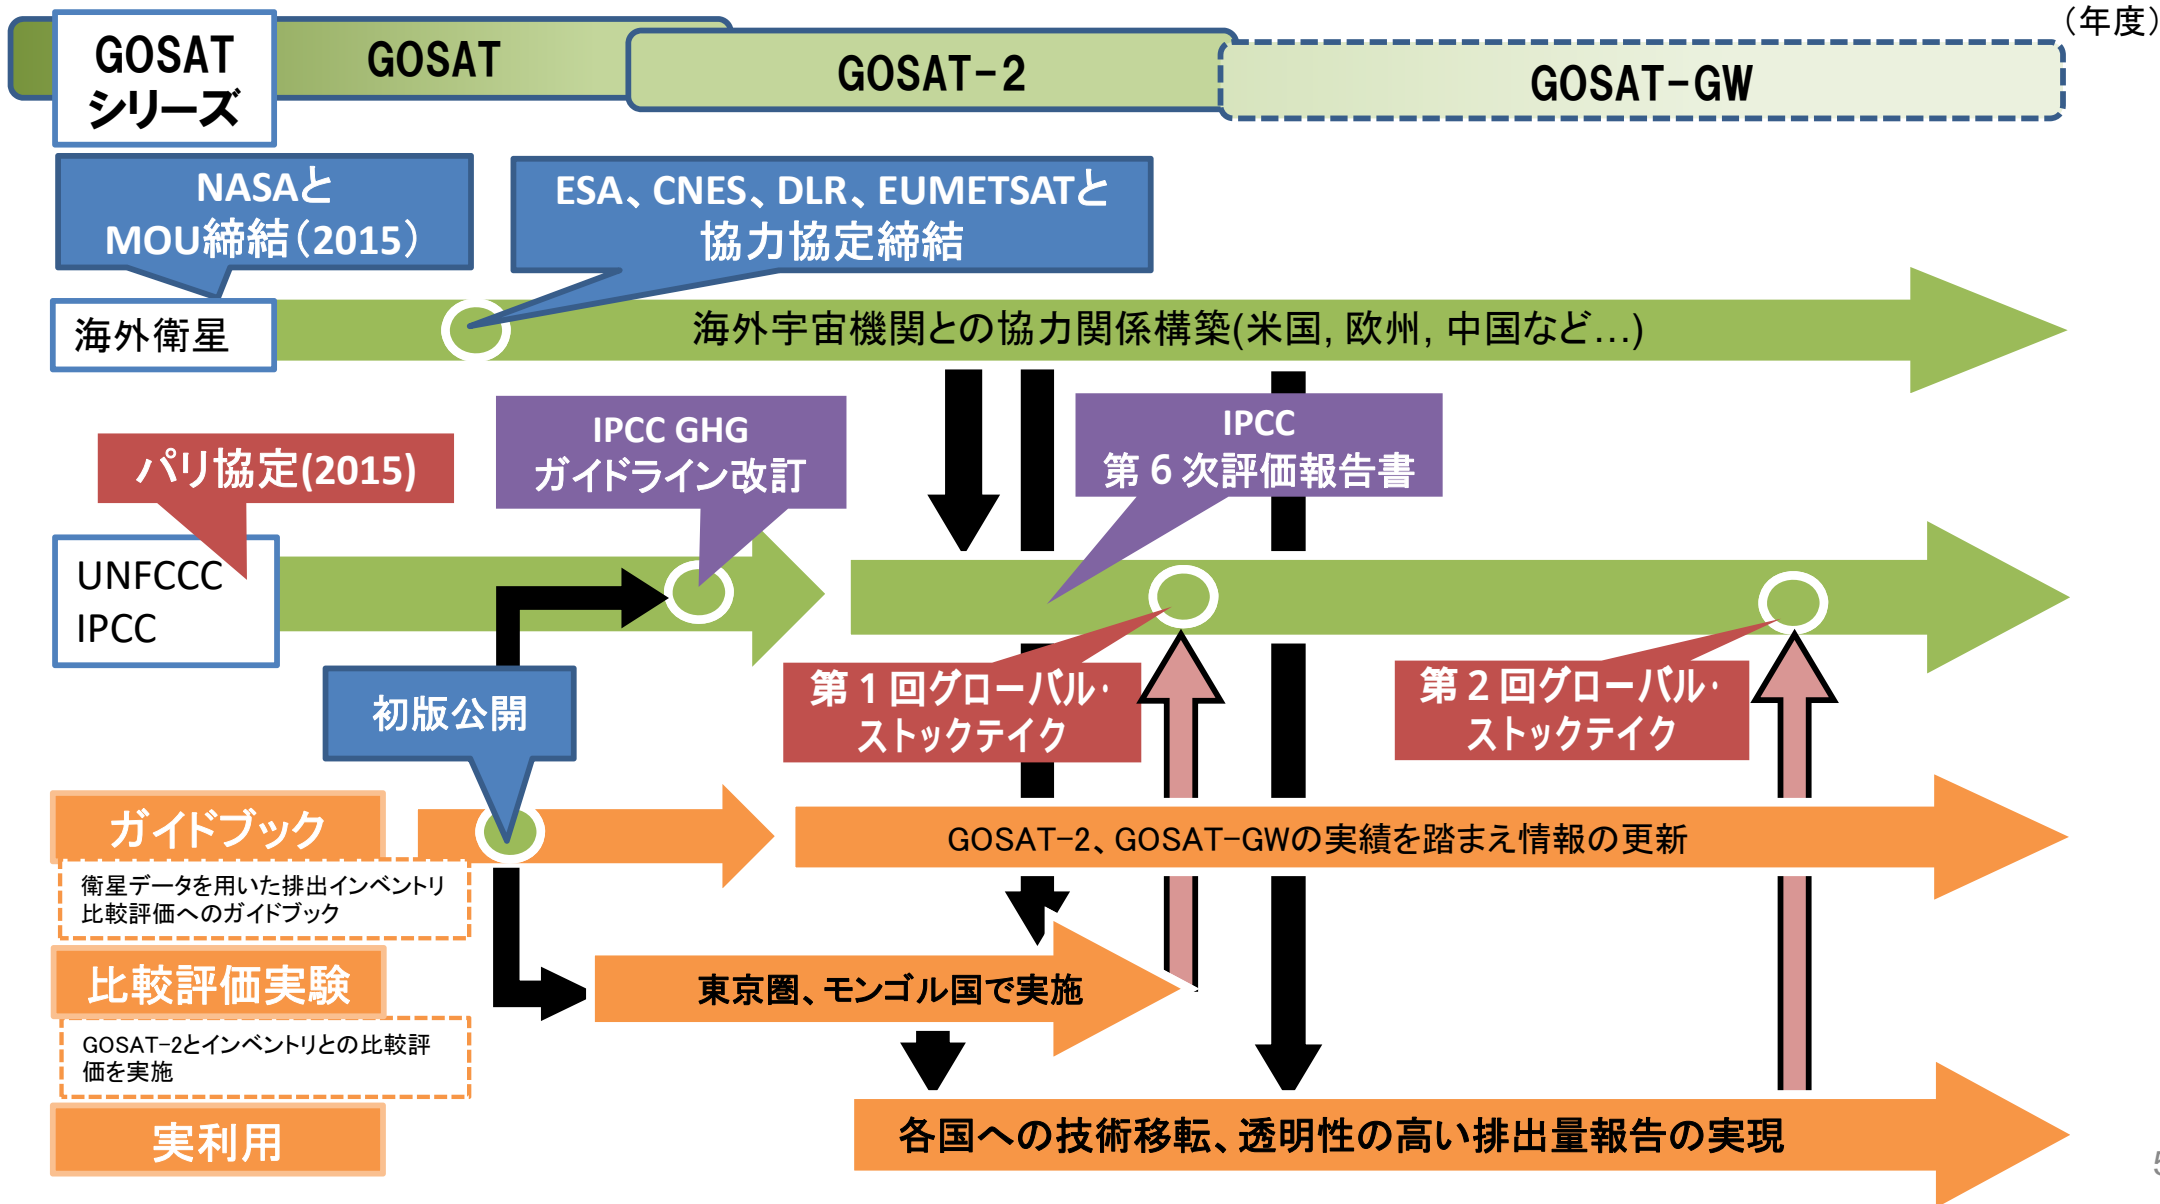 (年度)
GOSAT
シリーズ
GOSAT
GOSAT-2
GOSAT-GW
NASAと
MOU締結(2015)
ESA、CNES、DLR、EUMETSATと
協力協定締結
海外衛星
海外宇宙機関との協力関係構築(米国, 欧州, 中国など…)
パリ協定(2015)
IPCC GHG
ガイドライン改訂
IPCC
第6次評価報告書
UNFCCC
IPCC
初版公開
第1回グローバル・
ストックテイク
第2回グローバル・
ストックテイク
ガイドブック
GOSAT-2、GOSAT-GWの実績を踏まえ情報の更新
衛星データを用いた排出インベントリ
比較評価へのガイドブック
比較評価実験
東京圏、モンゴル国で実施
GOSAT-2とインベントリとの比較評
価を実施
実利用
各国への技術移転、透明性の高い排出量報告の実現
5